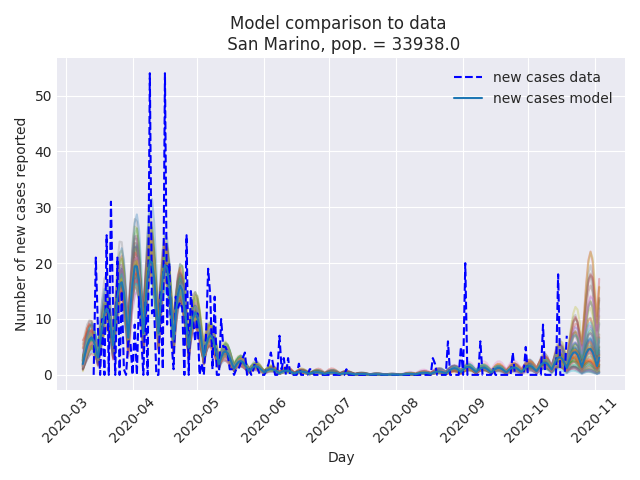 Model comparison to data
San Marino, pop. = 33938.0
new cases data
new cases model
Number of new cases reported
50
40
30
20
10
0
2020-03
2020-04
2020-05
2020-06
2020-07
2020-08
2020-09
2020-10
2020-11
Day